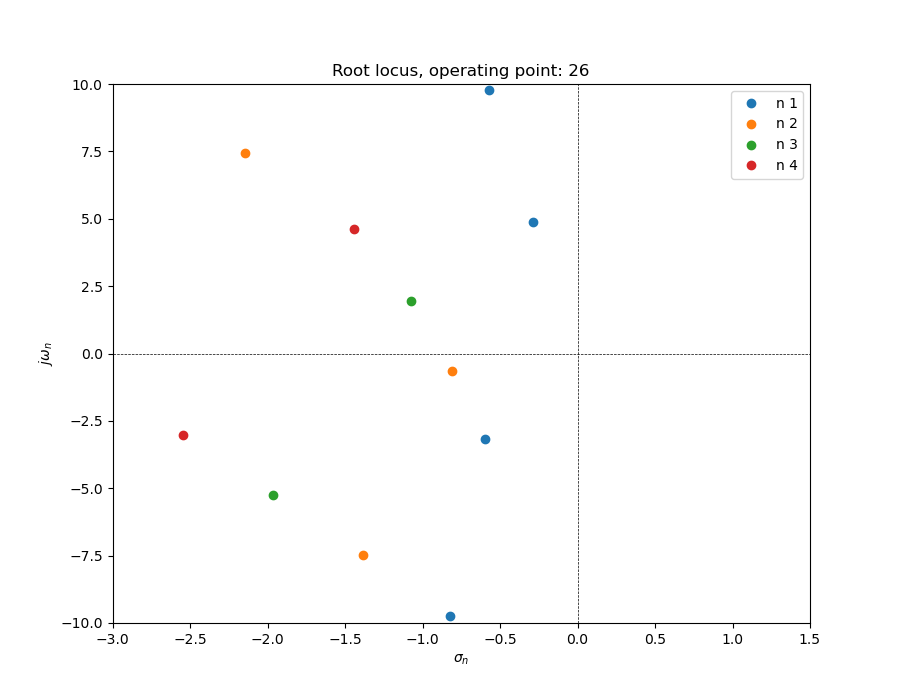 Root locus, operating point: 26
10.0
7.5
5.0
2.5
0.0
−2.5
−5.0
−7.5
−10.0
jωₙ
n 1
n 2
n 3
n 4
−3.0 −2.5 −2.0 −1.5 −1.0 −0.5 0.0 0.5 1.0 1.5
σₙ